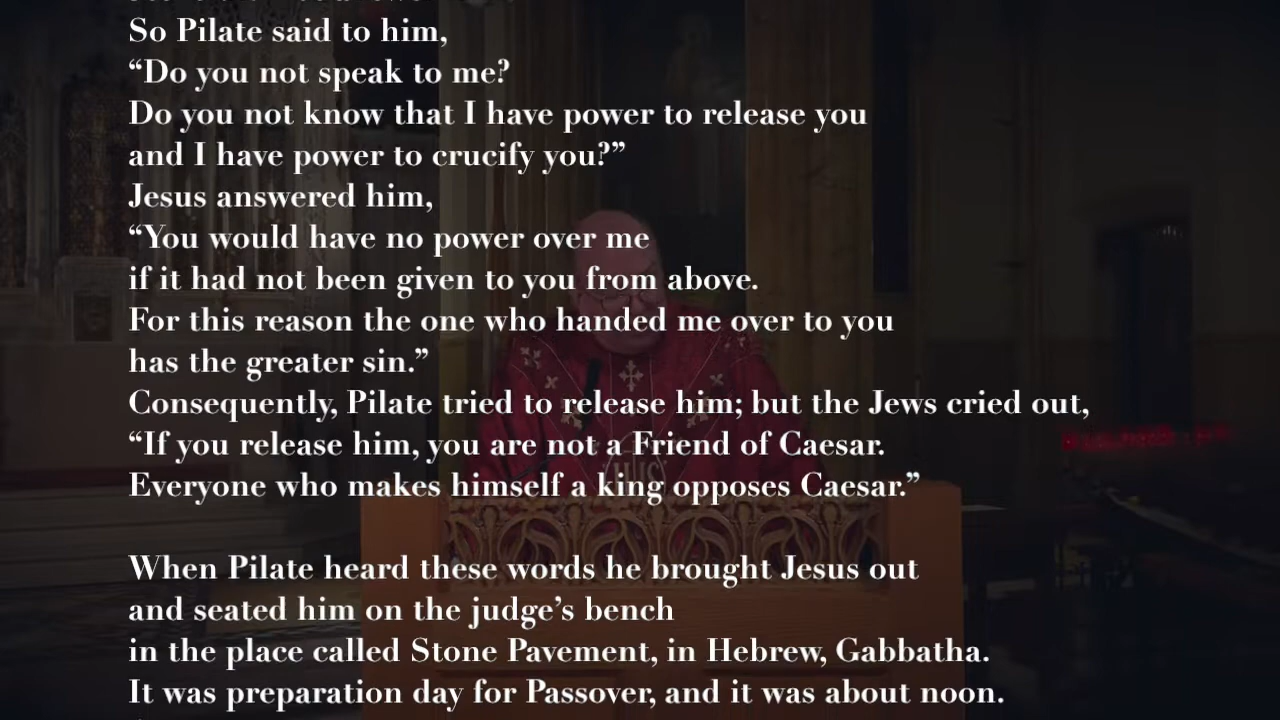 So Pilate said to him,
“Do you not speak to me?
Do you not know that I have power to release you
and I have power to crucify you?”
Jesus answered him,
“You would have no power over me
if it had not been given to you from above.
For this reason the one who handed me over to you
has the greater sin.”
Consequently, Pilate tried to release him; but the Jews cried out,
“If you release him, you are not a Friend of Caesar.
Everyone who makes himself a king opposes Caesar.”
When Pilate heard these words he brought Jesus out
and seated him on the judge’s bench
in the place called Stone Pavement, in Hebrew, Gabbatha.
It was preparation day for Passover, and it was about noon.